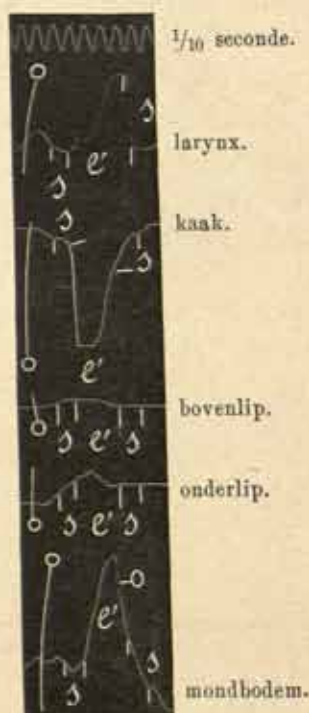 1/10 seconde.
s
larynx.
e'
s
s
kaak.
s
e'
bovenlip.
s e' s
onderlip.
s e' s
e'
s
s
mondbodem.